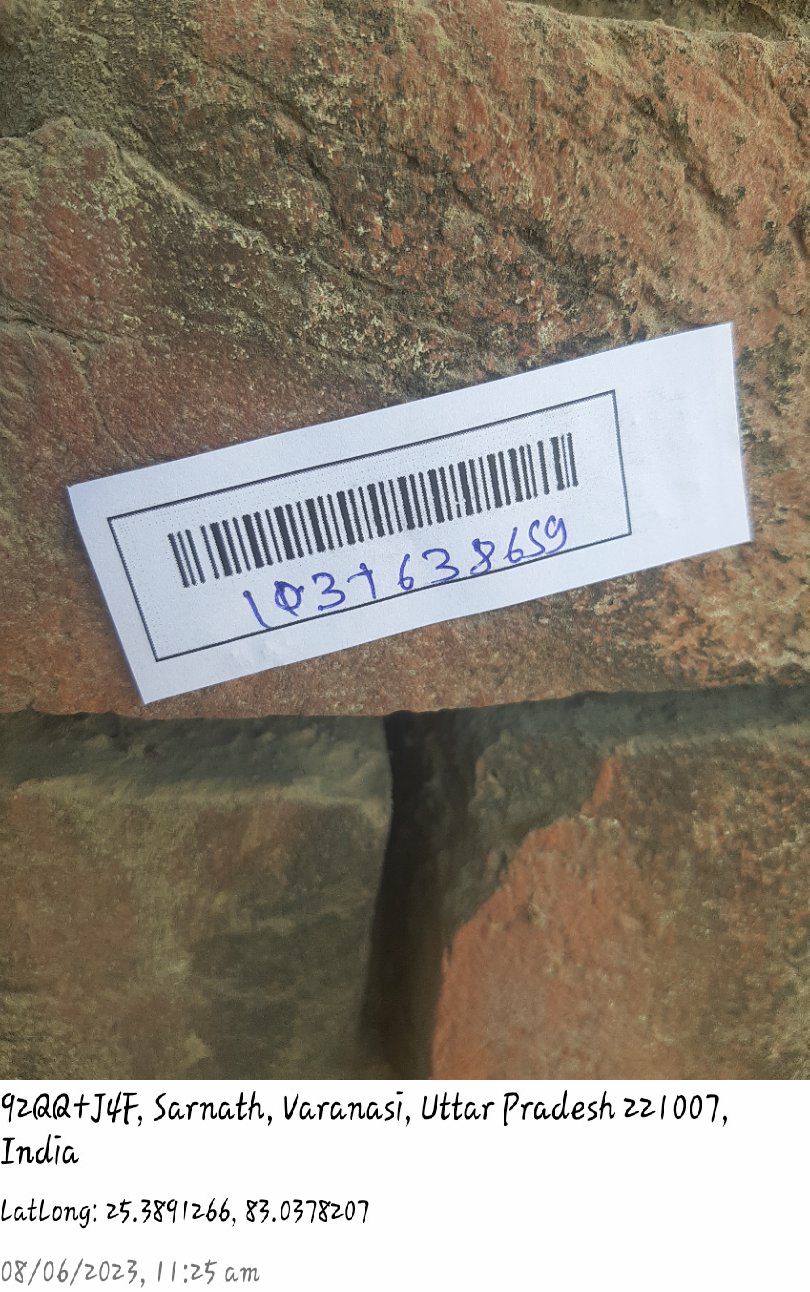 1037638659
92QQ+J4F, Sarnath, Varanasi, Uttar Pradesh 221007,
India
LatLong: 25.3891266, 83.0378207
08/06/2023, 11:25 am